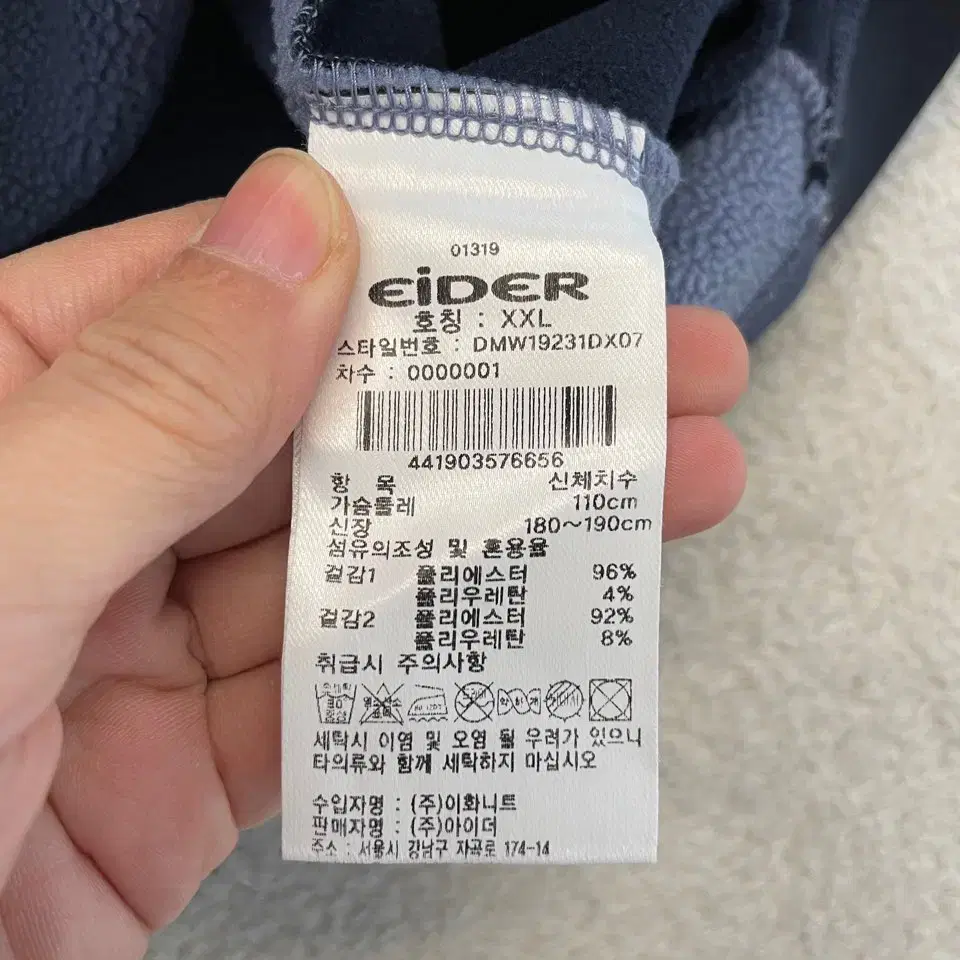 01319
EiDER
호칭 : XXL
스타일번호 : DMW19231DX07
차수 : 0000001
441903576656
항 목 신체치수
가슴둘레 110cm
신장 180~190cm
섬유의조성 및 혼용율
겉감1 폴리에스터 96%
폴리우레탄 4%
겉감2 폴리에스터 92%
폴리우레탄 8%
취급시 주의사항
세탁시 이염 및 오염 될 우려가 있으니
타의류와 함께 세탁하지 마십시오
수입자명 : (주)이화니트
판매자명 : (주)아이더
주소 : 서울시 강남구 자곡로 174-14